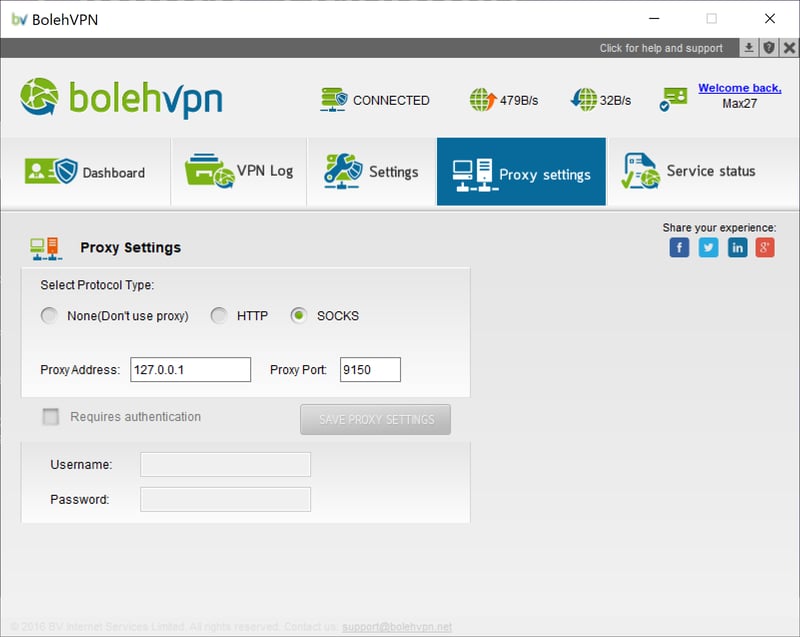 bv BolehVPN
Click for help and support
bolehvpn
CONNECTED
479B/s
32B/s
Welcome back,
Max27
Dashboard
VPN Log
Settings
Proxy settings
Service status
Share your experience:
f
in
g+
Proxy Settings
Select Protocol Type:
None(Don't use proxy)
HTTP
SOCKS
Proxy Address:
127.0.0.1
Proxy Port:
9150
Requires authentication
SAVE PROXY SETTINGS
Username:
Password:
© 2016 BV Internet Services Limited. All rights reserved. Contact us: support@bolehvpn.net